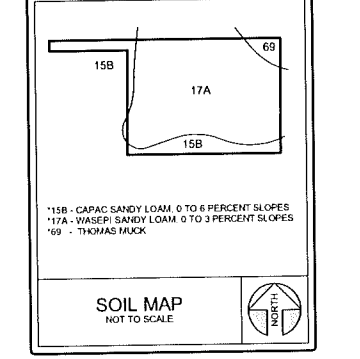 69
15B
17A
15B
*15B - CAPAC SANDY LOAM, 0 TO 6 PERCENT SLOPES
*17A - WASEPI SANDY LOAM, 0 TO 3 PERCENT SLOPES
*69 - THOMAS MUCK
SOIL MAP
NOT TO SCALE
NORTH